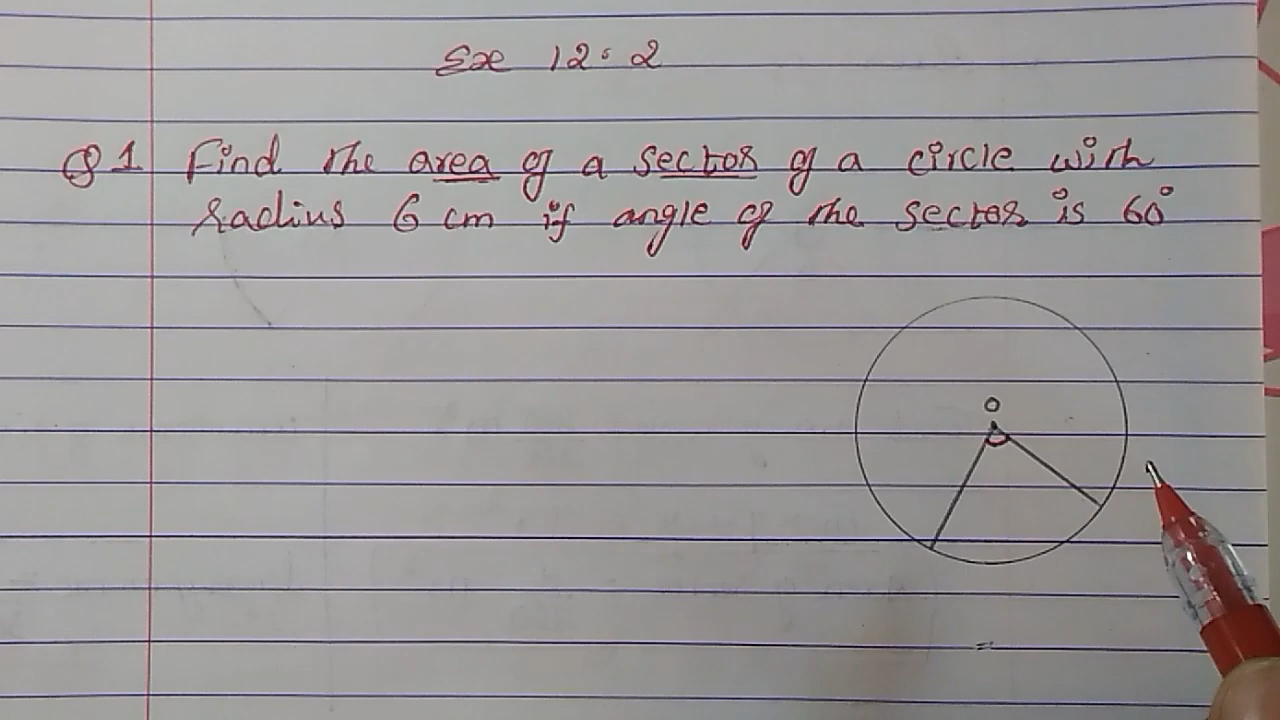 Ex 12.2
Q1 Find the area of a sector of a circle with
radius 6 cm if angle of the sector is 60°
O